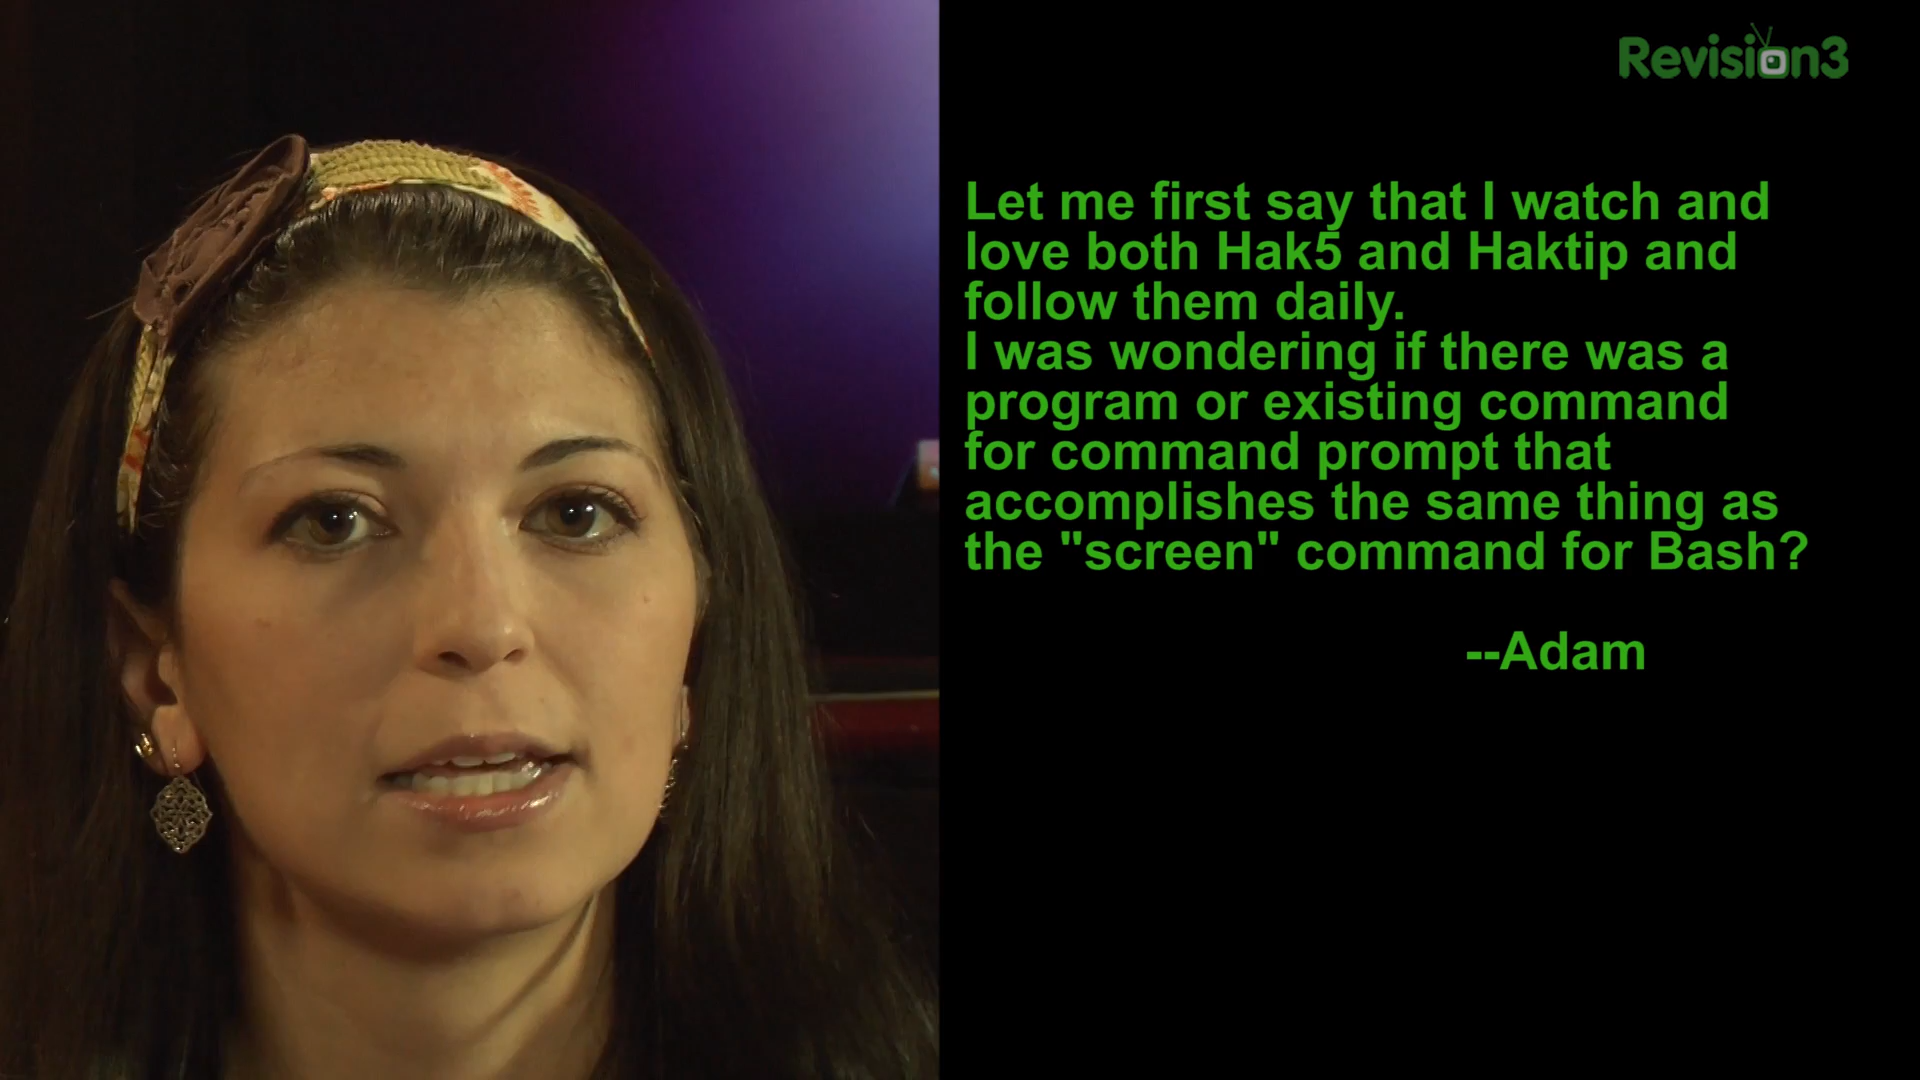 Revision3
Let me first say that I watch and
love both Hak5 and Haktip and
follow them daily.
I was wondering if there was a
program or existing command
for command prompt that
accomplishes the same thing as
the "screen" command for Bash?
--Adam